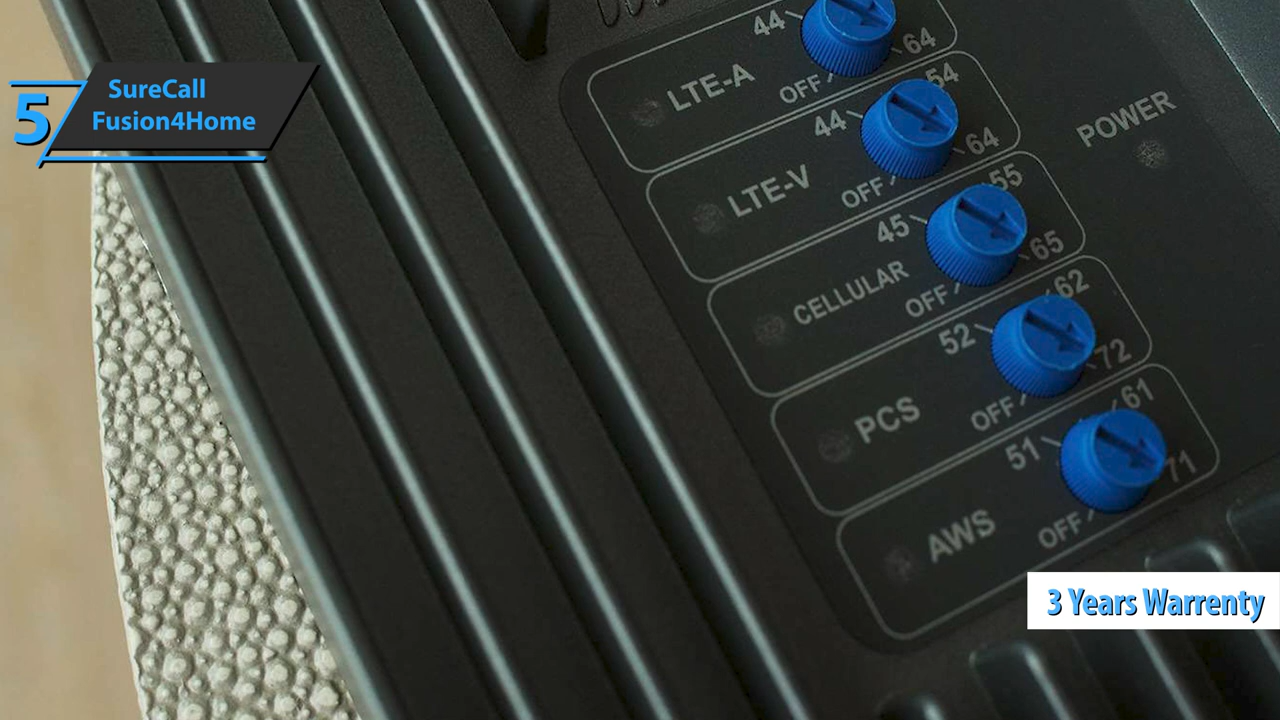 5
SureCall
Fusion4Home
44
64
LTE-A
OFF
54
44
64
LTE-V
OFF
POWER
55
45
65
CELLULAR
OFF
62
52
72
PCS
OFF
61
51
71
AWS
OFF
3 Years Warrenty